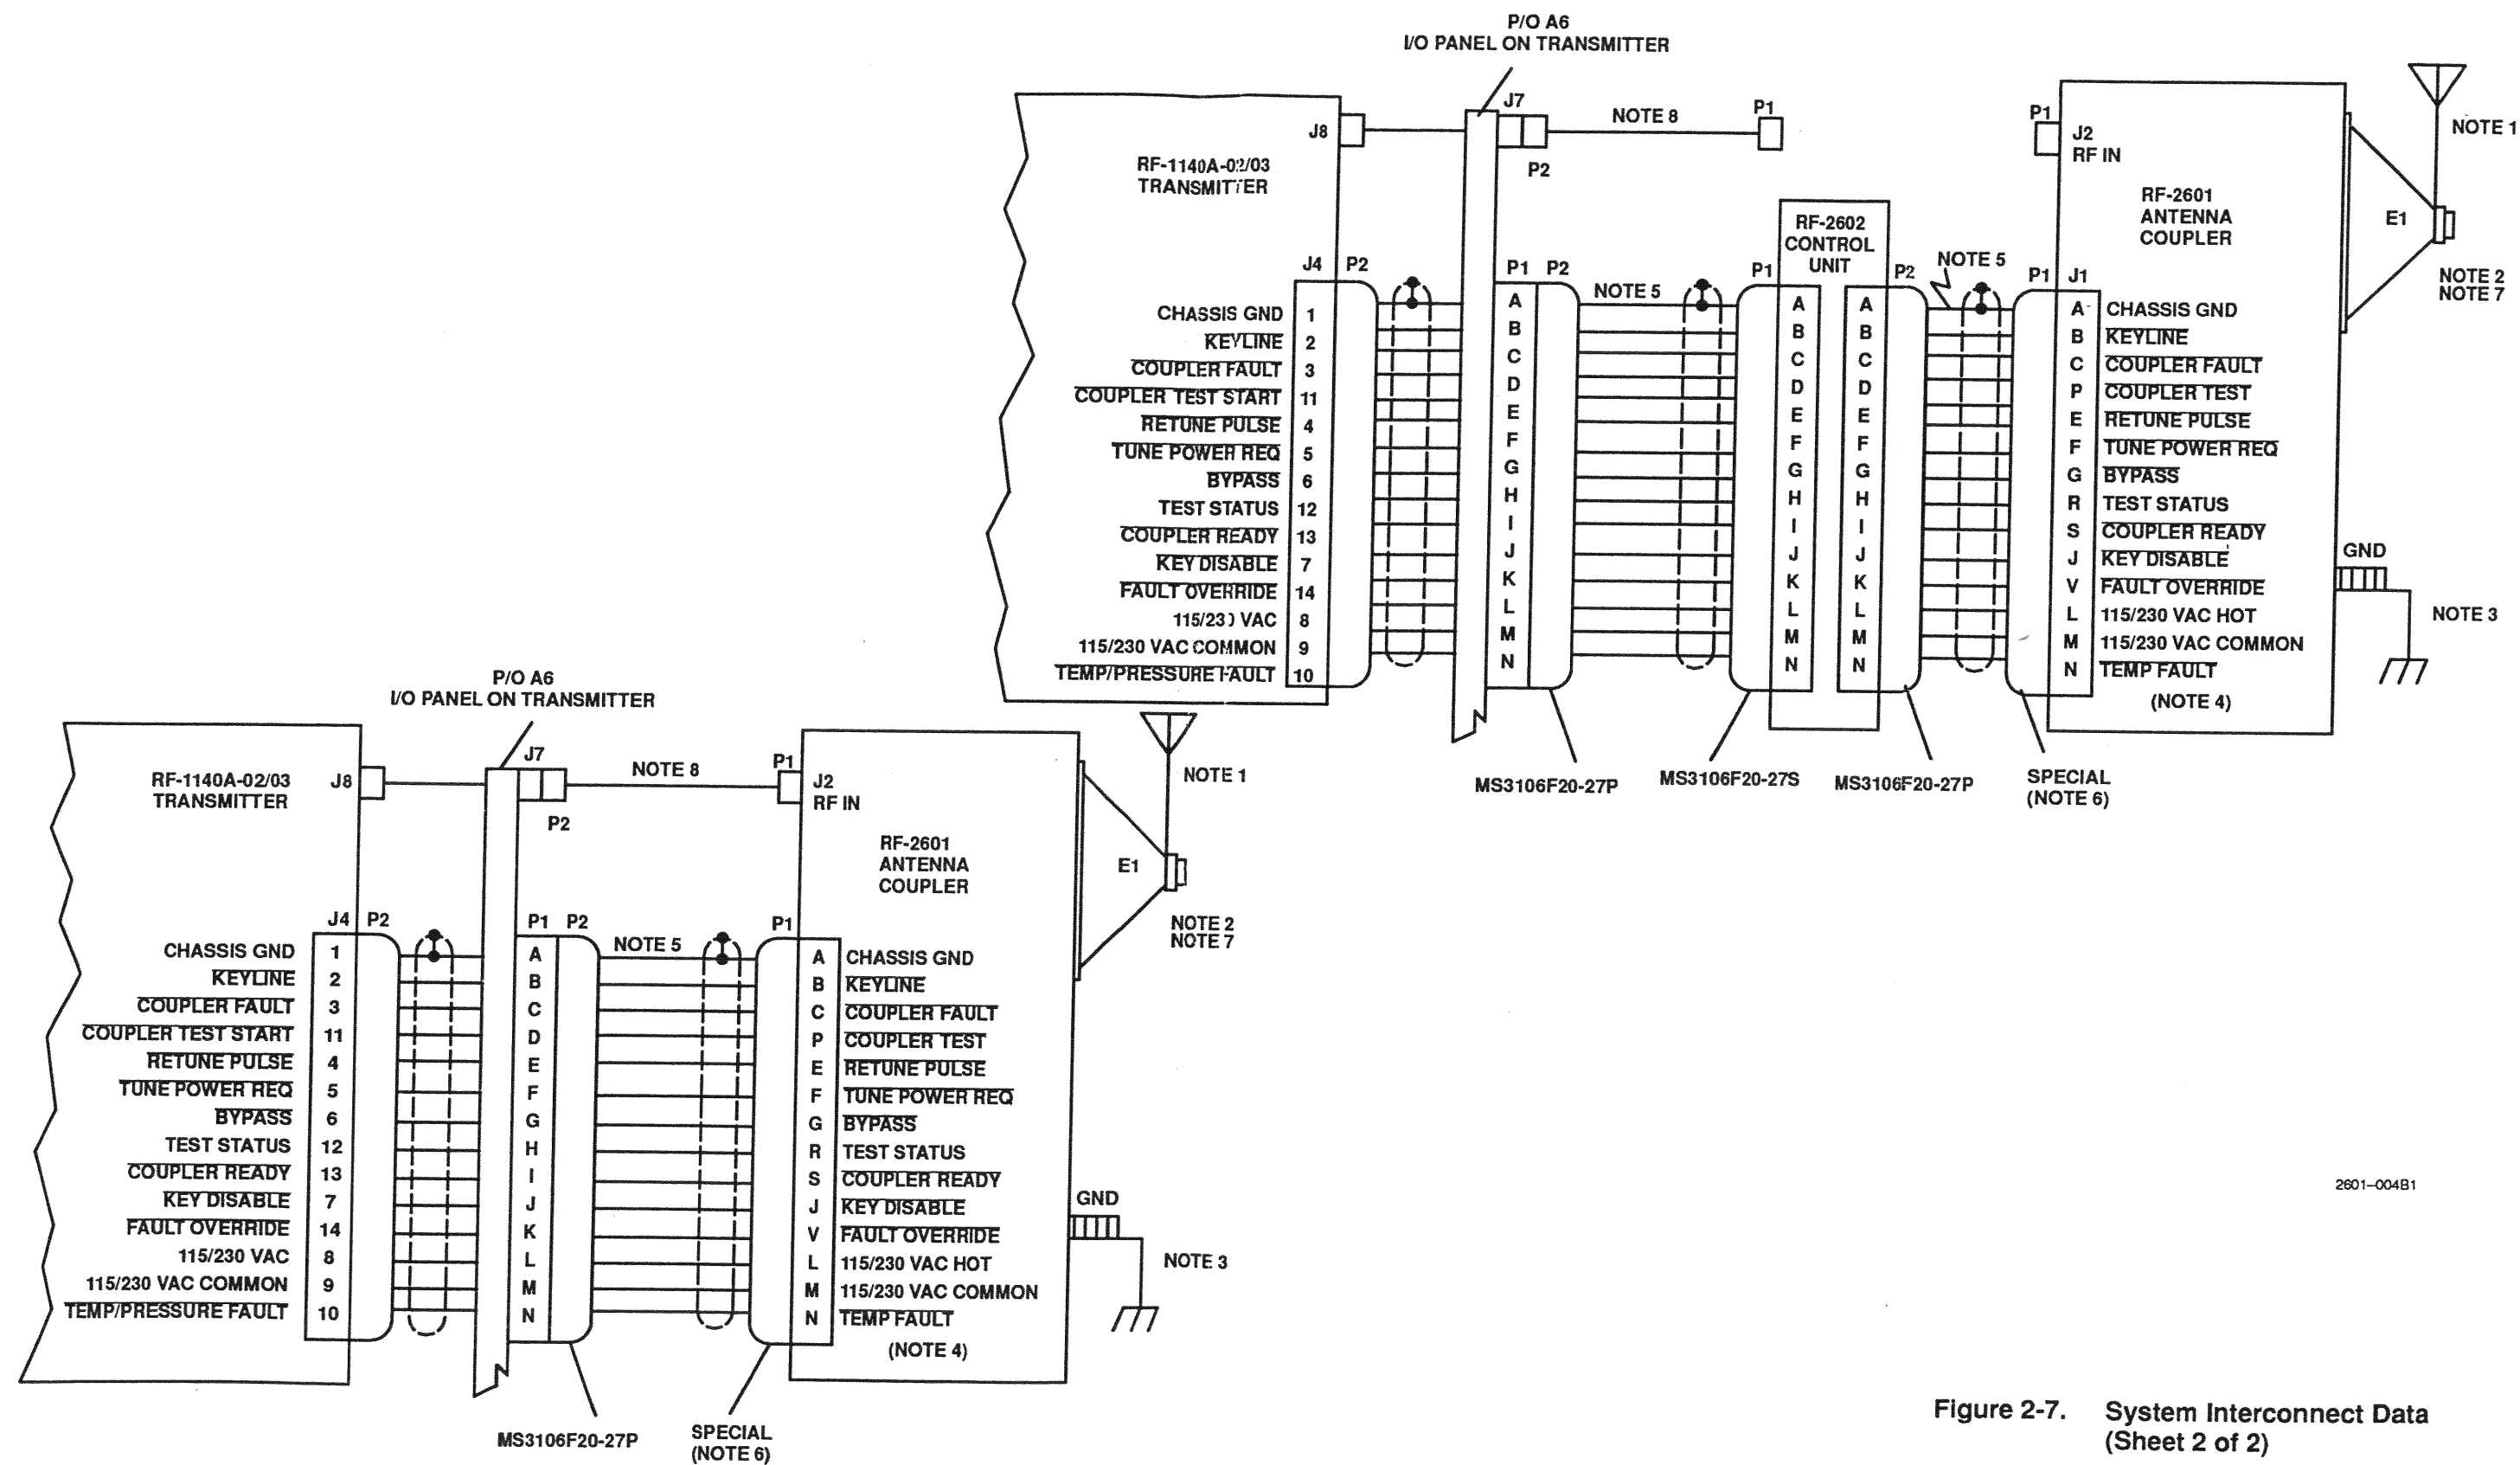 P/O A6
I/O PANEL ON TRANSMITTER
J8
J7
P2
NOTE 8
P1
RF-1140A-02/03
TRANSMITTER
J4 P2
P1 P2
CHASSIS GND 1
KEYLINE 2
COUPLER FAULT 3
COUPLER TEST START 11
RETUNE PULSE 4
TUNE POWER REQ 5
BYPASS 6
TEST STATUS 12
COUPLER READY 13
KEY DISABLE 7
FAULT OVERRIDE 14
115/230 VAC 8
115/230 VAC COMMON 9
TEMP/PRESSURE FAULT 10
A
B
C
D
E
F
G
H
I
J
K
L
M
N
NOTE 5
MS3106F20-27P
P1
RF-2602
CONTROL
UNIT
P2
A
B
C
D
E
F
G
H
I
J
K
L
M
N
A
B
C
D
E
F
G
H
I
J
K
L
M
N
MS3106F20-27S
MS3106F20-27P
NOTE 5
P1
J2
RF IN
RF-2601
ANTENNA
COUPLER
E1
NOTE 1
NOTE 2
NOTE 7
P1 J1
A CHASSIS GND
B KEYLINE
C COUPLER FAULT
P COUPLER TEST
E RETUNE PULSE
F TUNE POWER REQ
G BYPASS
R TEST STATUS
S COUPLER READY
J KEY DISABLE
V FAULT OVERRIDE
L 115/230 VAC HOT
M 115/230 VAC COMMON
N TEMP FAULT
(NOTE 4)
GND
NOTE 3
SPECIAL
(NOTE 6)
P/O A6
I/O PANEL ON TRANSMITTER
RF-1140A-02/03
TRANSMITTER
J8
J7
P2
NOTE 8
P1
J2
RF IN
RF-2601
ANTENNA
COUPLER
E1
NOTE 1
NOTE 2
NOTE 7
J4 P2
P1 P2
NOTE 5
P1
CHASSIS GND 1
KEYLINE 2
COUPLER FAULT 3
COUPLER TEST START 11
RETUNE PULSE 4
TUNE POWER REQ 5
BYPASS 6
TEST STATUS 12
COUPLER READY 13
KEY DISABLE 7
FAULT OVERRIDE 14
115/230 VAC 8
115/230 VAC COMMON 9
TEMP/PRESSURE FAULT 10
A
B
C
D
E
F
G
H
I
J
K
L
M
N
A CHASSIS GND
B KEYLINE
C COUPLER FAULT
P COUPLER TEST
E RETUNE PULSE
F TUNE POWER REQ
G BYPASS
R TEST STATUS
S COUPLER READY
J KEY DISABLE
V FAULT OVERRIDE
L 115/230 VAC HOT
M 115/230 VAC COMMON
N TEMP FAULT
(NOTE 4)
GND
NOTE 3
MS3106F20-27P
SPECIAL
(NOTE 6)
2601-004B1
Figure 2-7. System Interconnect Data
(Sheet 2 of 2)